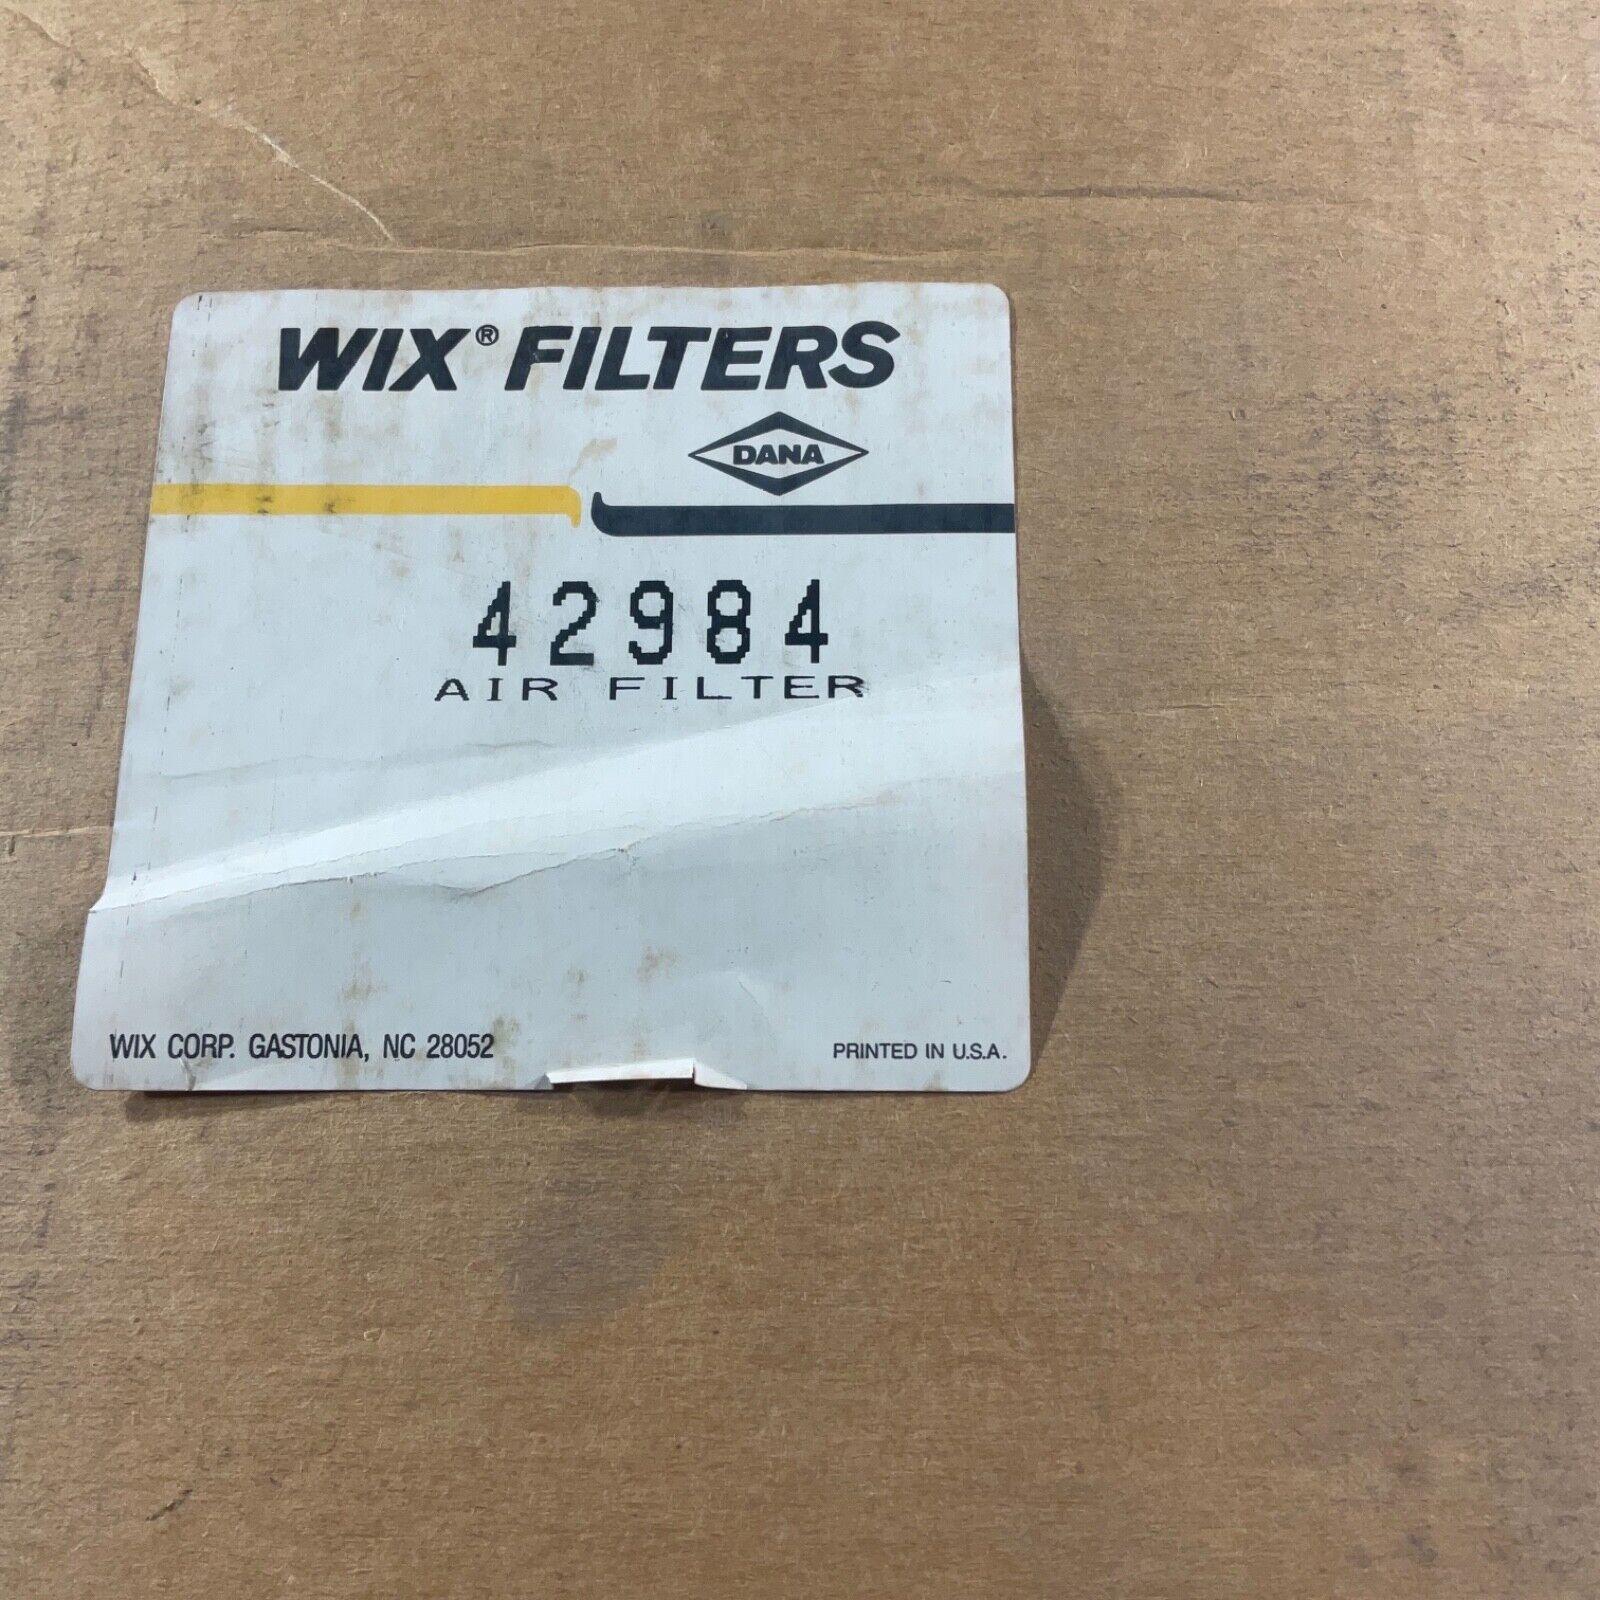 WIX® FILTERS
DANA
42984
AIR FILTER
WIX CORP. GASTONIA, NC 28052
PRINTED IN U.S.A.